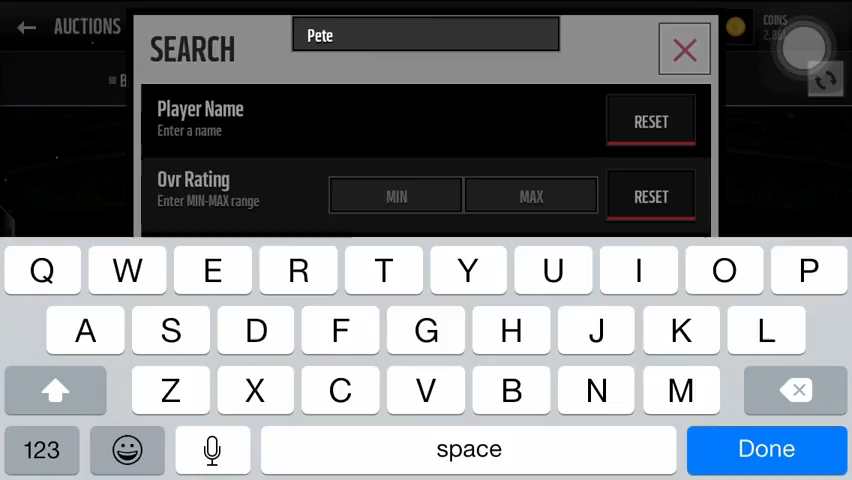 AUCTIONS
SEARCH
Pete
COINS
Player Name
Enter a name
RESET
Ovr Rating
Enter MIN-MAX range
MIN
MAX
RESET
Q W E R T Y U I O P
A S D F G H J K L
Z X C V B N M
123
space
Done